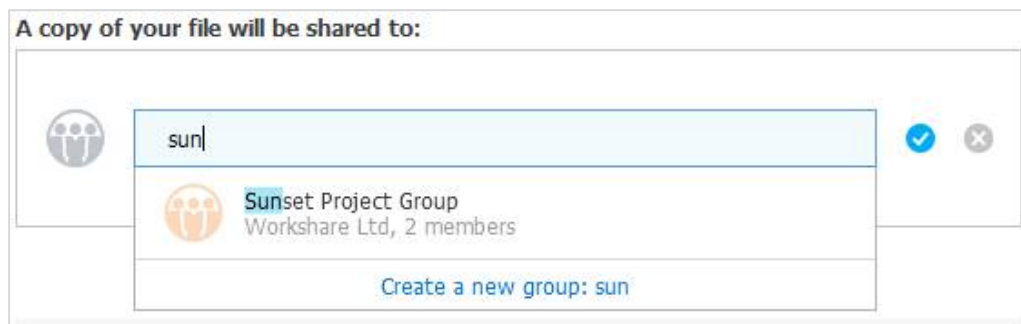 A copy of your file will be shared to:
sun
Sunset Project Group
Workshare Ltd, 2 members
Create a new group: sun